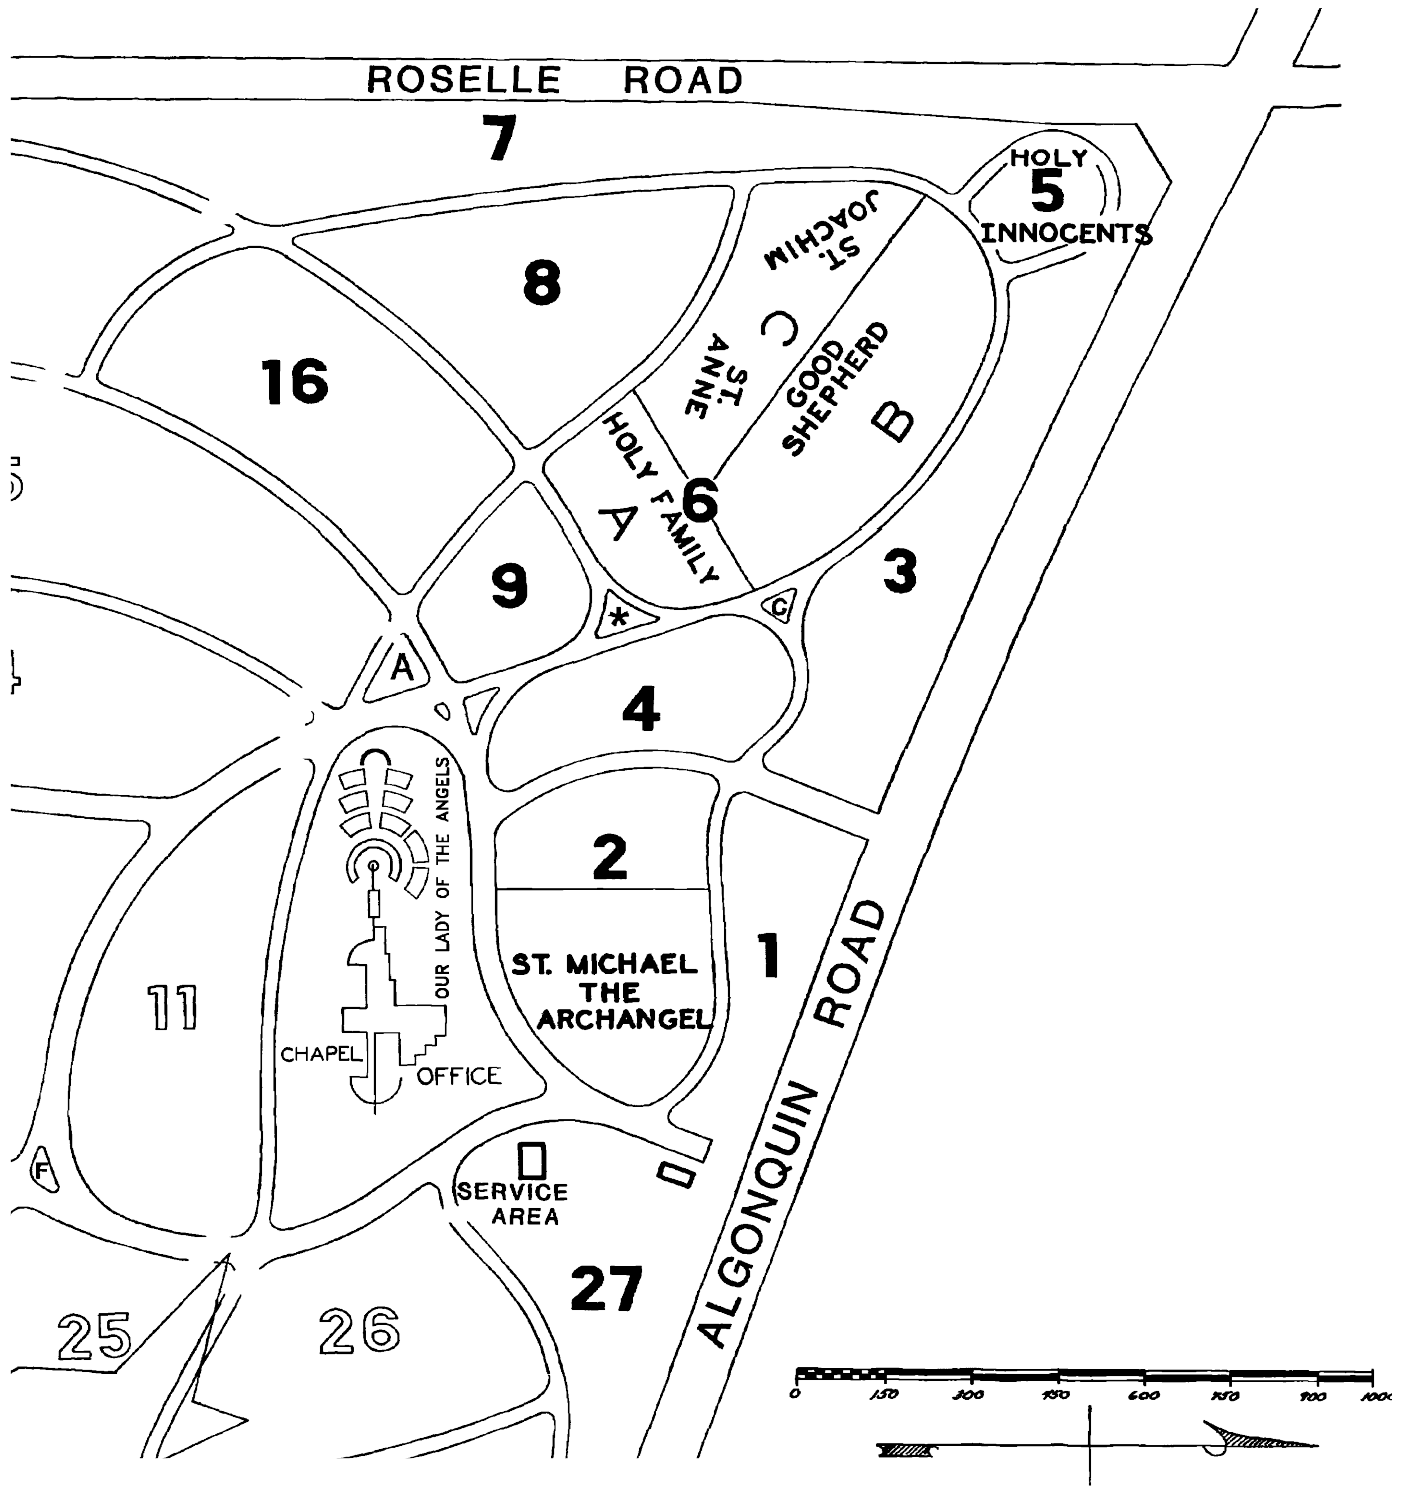 ROSELLE ROAD
7
HOLY
5
INNOCENTS
ST.
JOACHIM
8
C
16
ST.
ANNE
GOOD
SHEPHERD
B
HOLY FAMILY
A
6
3
9
*
C
A
4
OUR LADY OF THE ANGELS
2
1
ST. MICHAEL
THE
ARCHANGEL
11
CHAPEL
OFFICE
F
SERVICE
AREA
ALGONQUIN ROAD
27
25
26
0 150 300 450 600 750 900